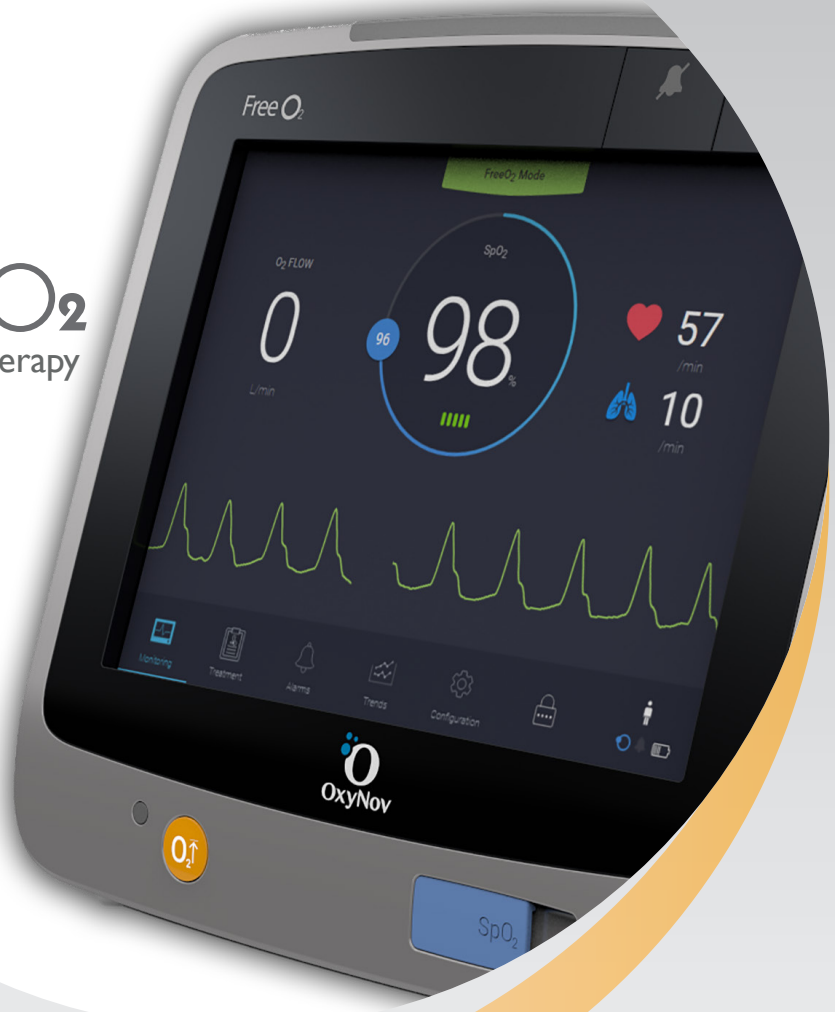 Free O2
FreeO2 Mode
O2 FLOW
0
L/min
SpO2
96
98
%
57
/min
10
/min
O2
erapy
Monitoring
Treatment
Alarms
Trends
Configuration
OxyNov
O2↑
SpO2